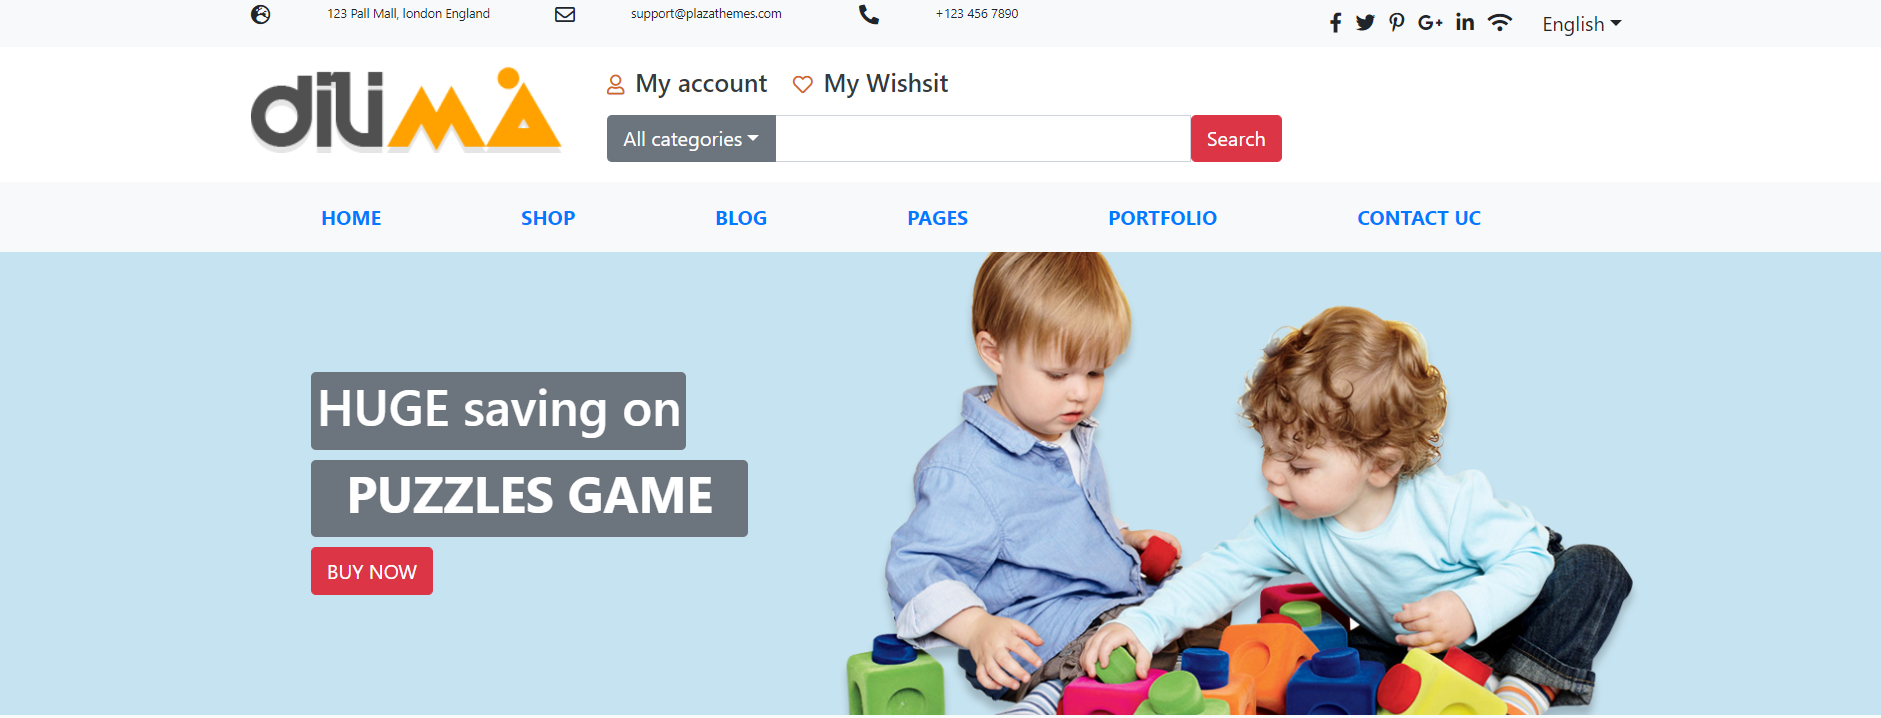 123 Pall Mall, london England
support@plazathemes.com
+123 456 7890
English
diliMA
My account
My Wishsit
All categories
Search
HOME
SHOP
BLOG
PAGES
PORTFOLIO
CONTACT UC
HUGE saving on
PUZZLES GAME
BUY NOW